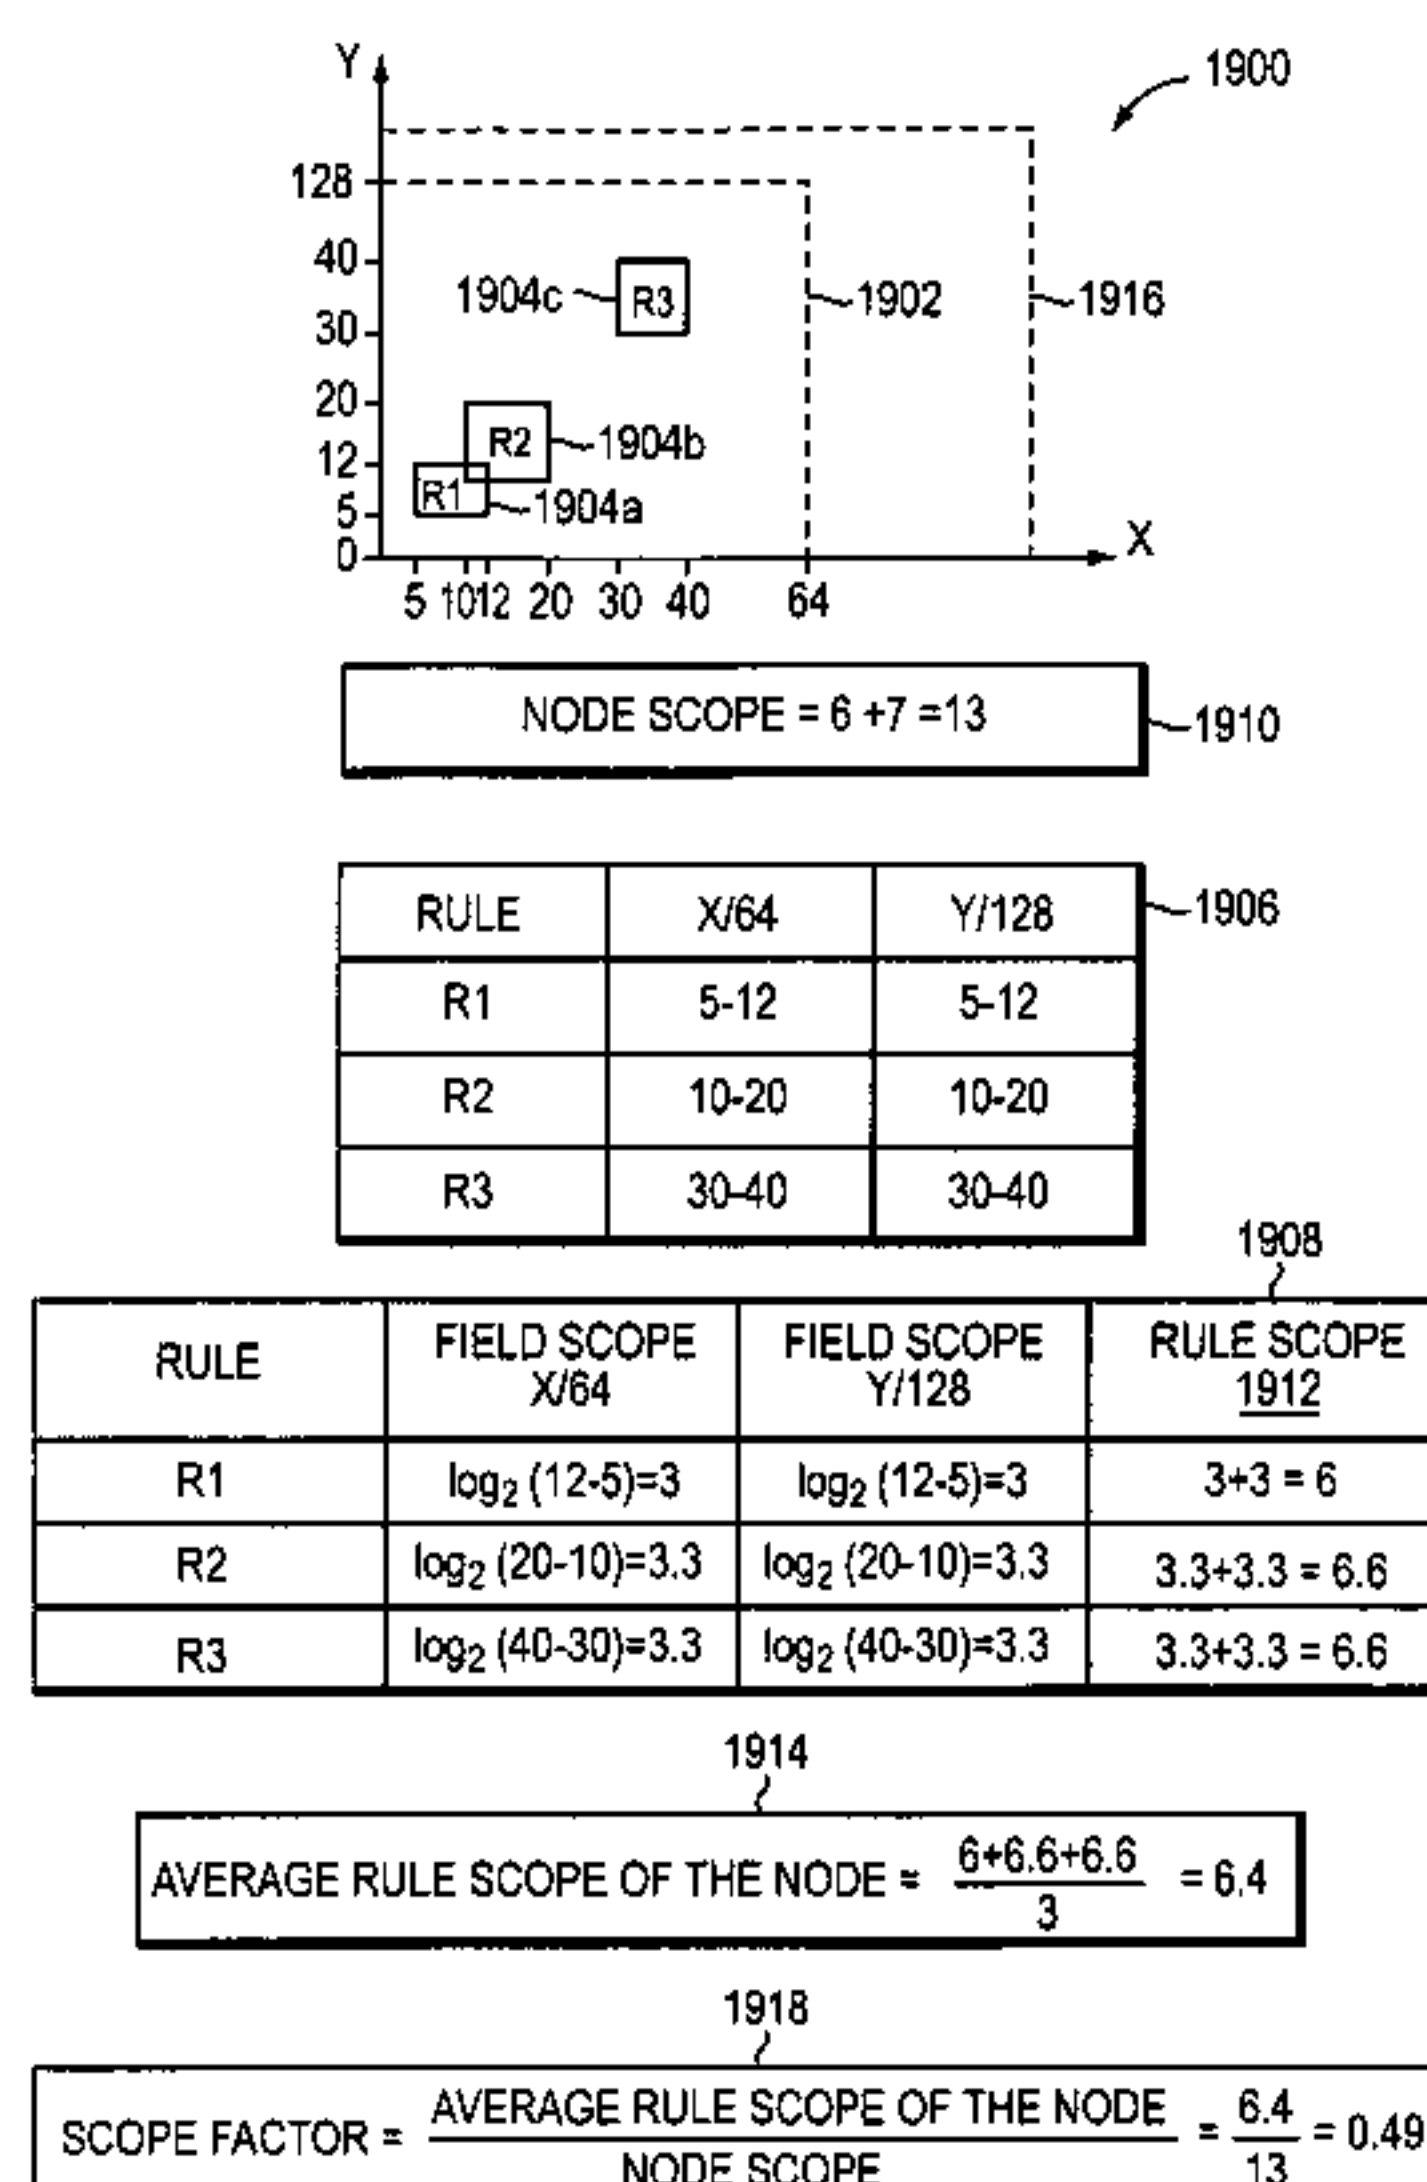 Y
1900
128
40
1904c
R3
1902
1916
30
20
R2
1904b
12
R1
1904a
5
0
X
5 10 12 20 30 40 64
NODE SCOPE = 6 +7 =13
1910
RULE X/64 Y/128
1906
R1 5-12 5-12
R2 10-20 10-20
R3 30-40 30-40
1908
RULE FIELD SCOPE X/64 FIELD SCOPE Y/128 RULE SCOPE 1912
R1 log₂ (12-5)=3 log₂ (12-5)=3 3+3 = 6
R2 log₂ (20-10)=3.3 log₂ (20-10)=3.3 3.3+3.3 = 6.6
R3 log₂ (40-30)=3.3 log₂ (40-30)=3.3 3.3+3.3 = 6.6
1914
AVERAGE RULE SCOPE OF THE NODE = 6+6.6+6.6 / 3 = 6.4
1918
SCOPE FACTOR = AVERAGE RULE SCOPE OF THE NODE / NODE SCOPE = 6.4 / 13 = 0.49